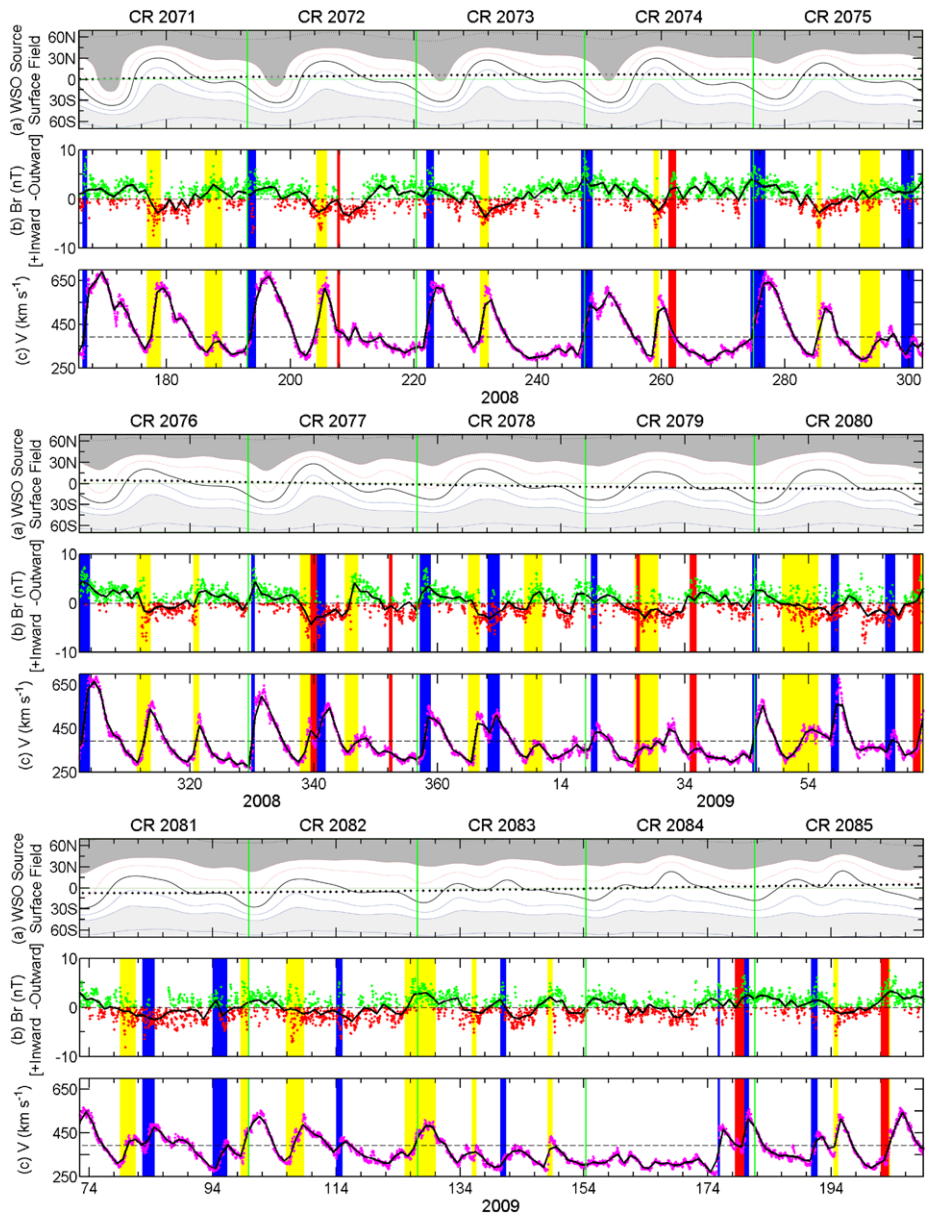 CR 2071 CR 2072 CR 2073 CR 2074 CR 2075
(a) WSO Source Surface Field
60N
30N
0
30S
60S
(b) Br (nT) [+Inward -Outward]
10
0
-10
(c) V (km s⁻¹)
650
450
250
180 200 220 240 260 280 300
2008
CR 2076 CR 2077 CR 2078 CR 2079 CR 2080
(a) WSO Source Surface Field
60N
30N
0
30S
60S
(b) Br (nT) [+Inward -Outward]
10
0
-10
(c) V (km s⁻¹)
650
450
250
320 340 360 14 34 54
2008 2009
CR 2081 CR 2082 CR 2083 CR 2084 CR 2085
(a) WSO Source Surface Field
60N
30N
0
30S
60S
(b) Br (nT) [+Inward -Outward]
10
0
-10
(c) V (km s⁻¹)
650
450
250
74 94 114 134 154 174 194
2009